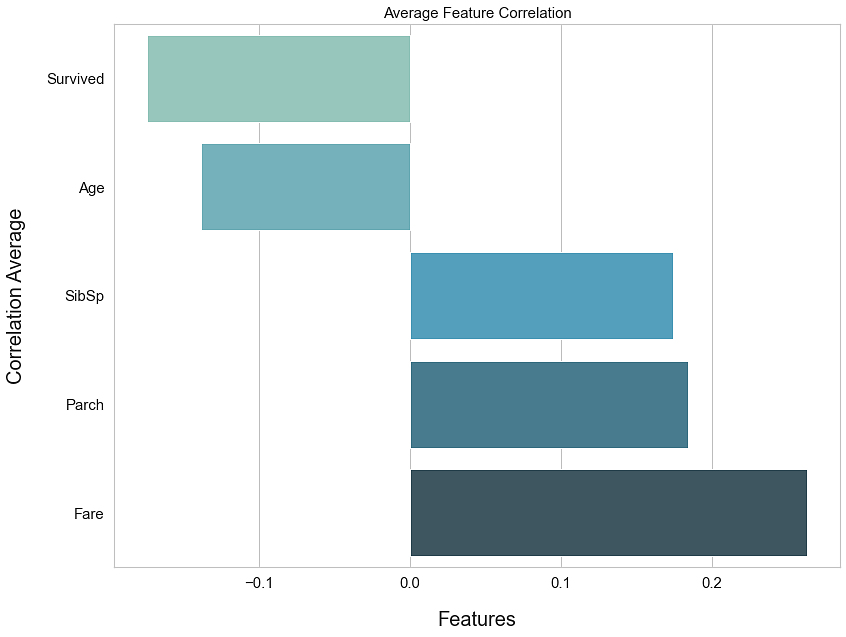 Average Feature Correlation
Survived
Age
SibSp
Parch
Fare
Correlation Average
−0.1
0.0
0.1
0.2
Features